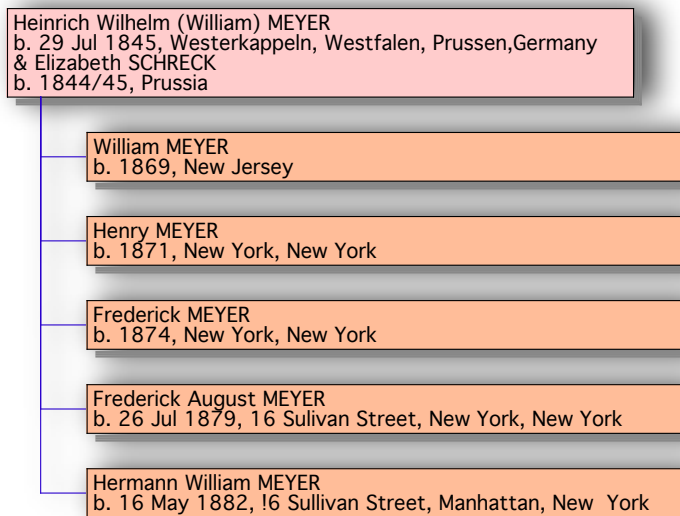 Heinrich Wilhelm (William) MEYER
b. 29 Jul 1845, Westerkappeln, Westfalen, Prussen,Germany
& Elizabeth SCHRECK
b. 1844/45, Prussia
William MEYER
b. 1869, New Jersey
Henry MEYER
b. 1871, New York, New York
Frederick MEYER
b. 1874, New York, New York
Frederick August MEYER
b. 26 Jul 1879, 16 Sulivan Street, New York, New York
Hermann William MEYER
b. 16 May 1882, !6 Sullivan Street, Manhattan, New  York